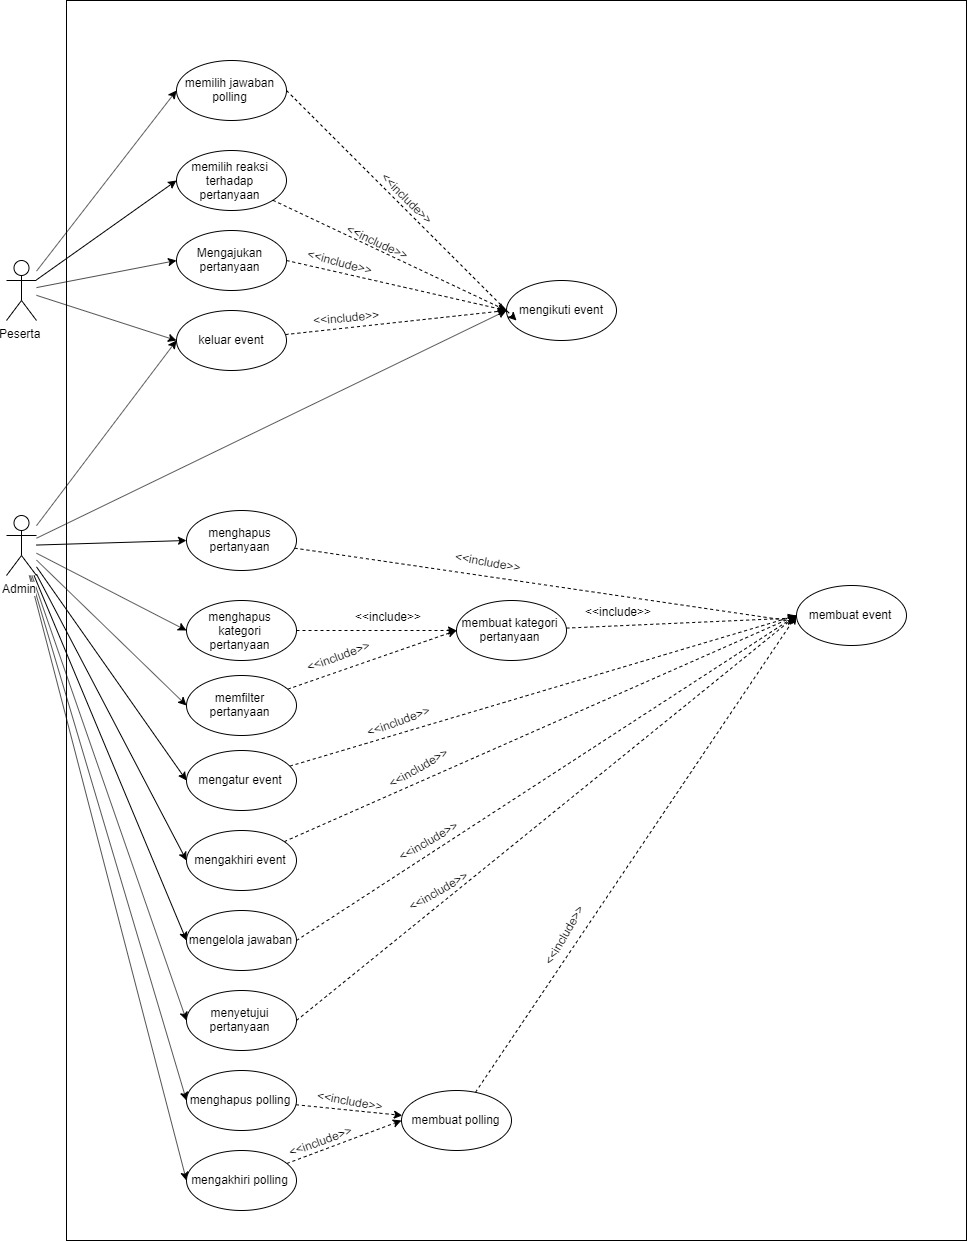 memilih jawaban
polling
<<include>>
memilih reaksi
terhadap
pertanyaan
<<include>>
Mengajukan
pertanyaan
<<include>>
mengikuti event
<<include>>
keluar event
Peserta
menghapus
pertanyaan
<<include>>
Admin
menghapus
kategori
pertanyaan
<<include>>
membuat kategori
pertanyaan
<<include>>
membuat event
<<include>>
memfilter
pertanyaan
<<include>>
mengatur event
<<include>>
mengakhiri event
<<include>>
mengelola jawaban
<<include>>
<<include>>
menyetujui
pertanyaan
menghapus polling
<<include>>
membuat polling
<<include>>
mengakhiri polling